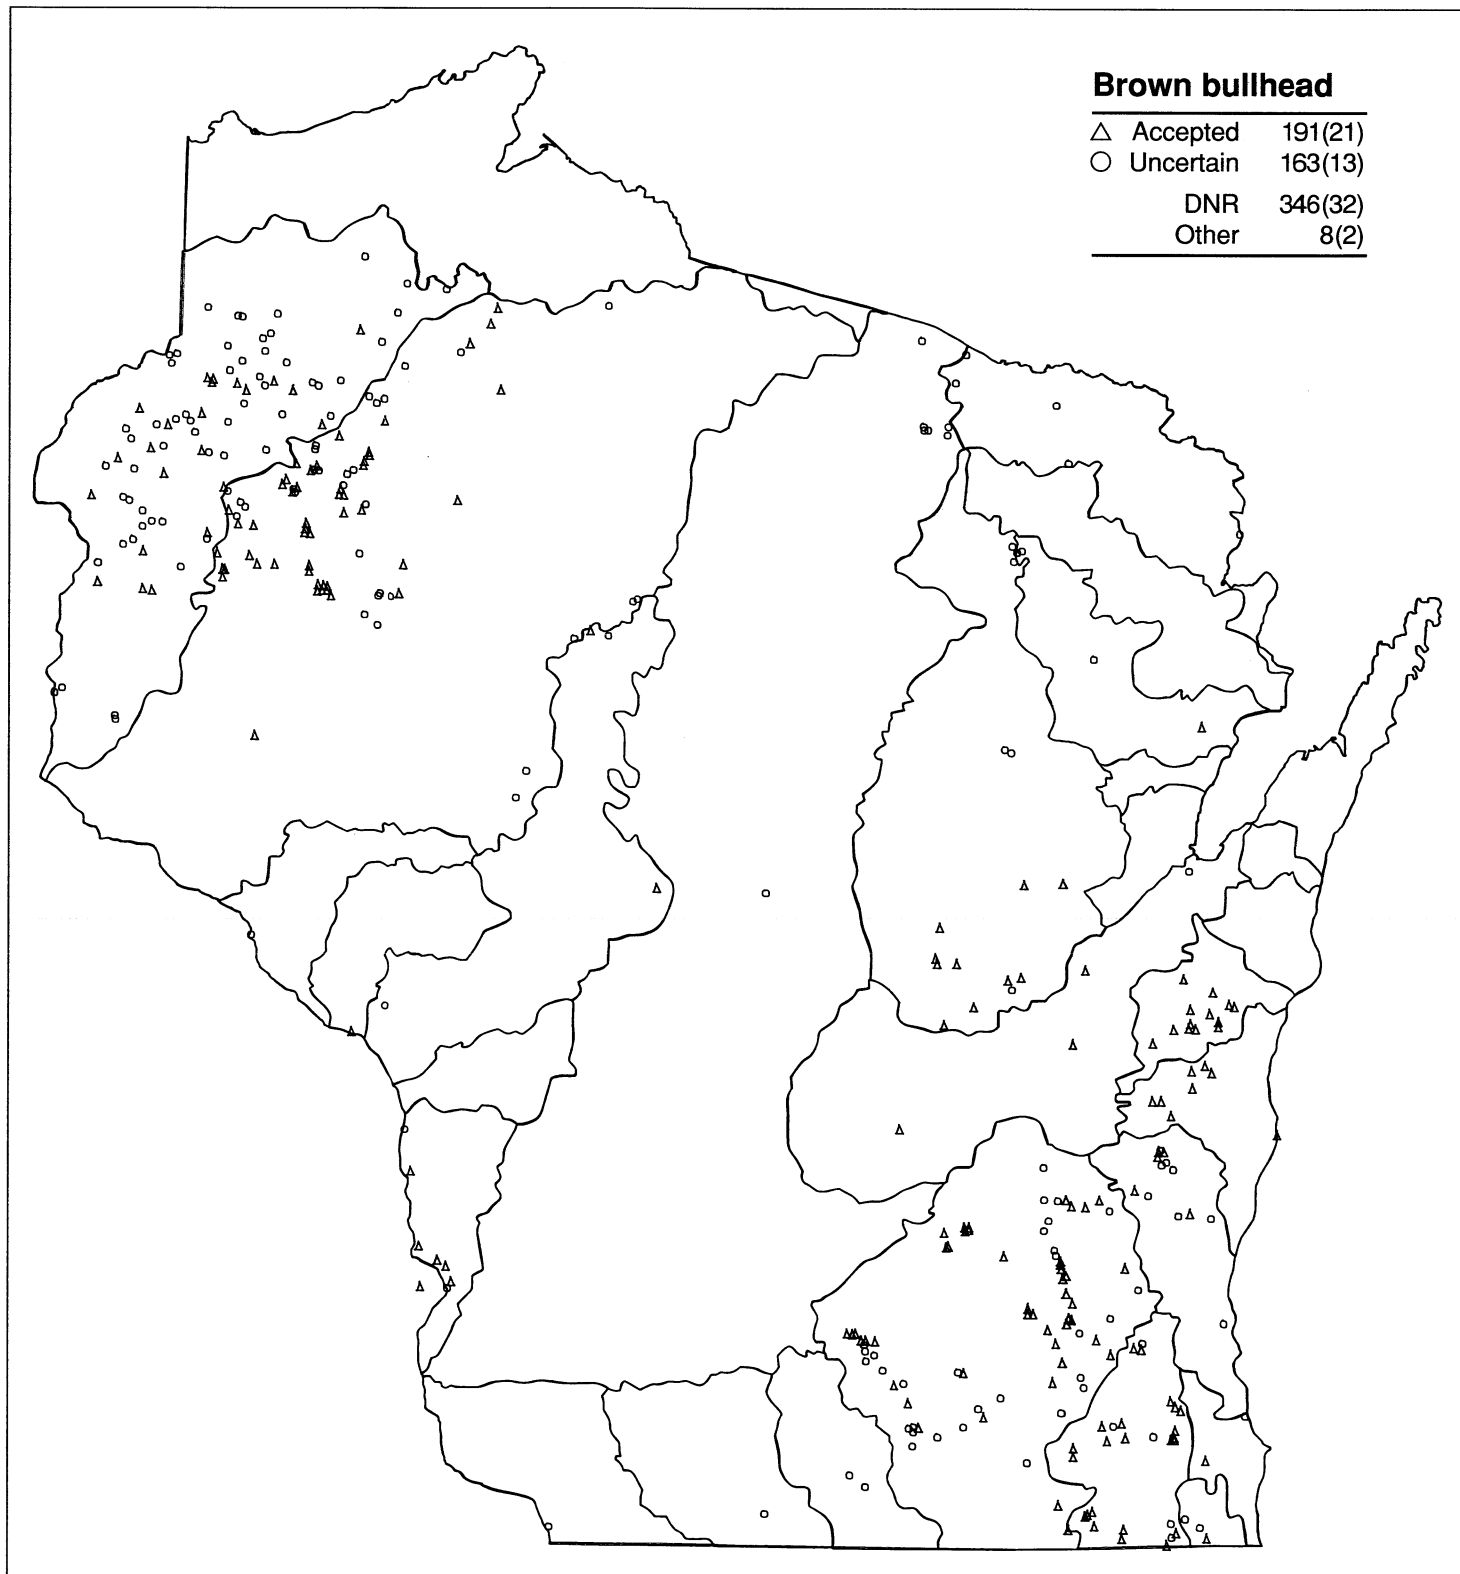 Brown bullhead
△ Accepted 191(21)
○ Uncertain 163(13)
DNR 346(32)
Other 8(2)